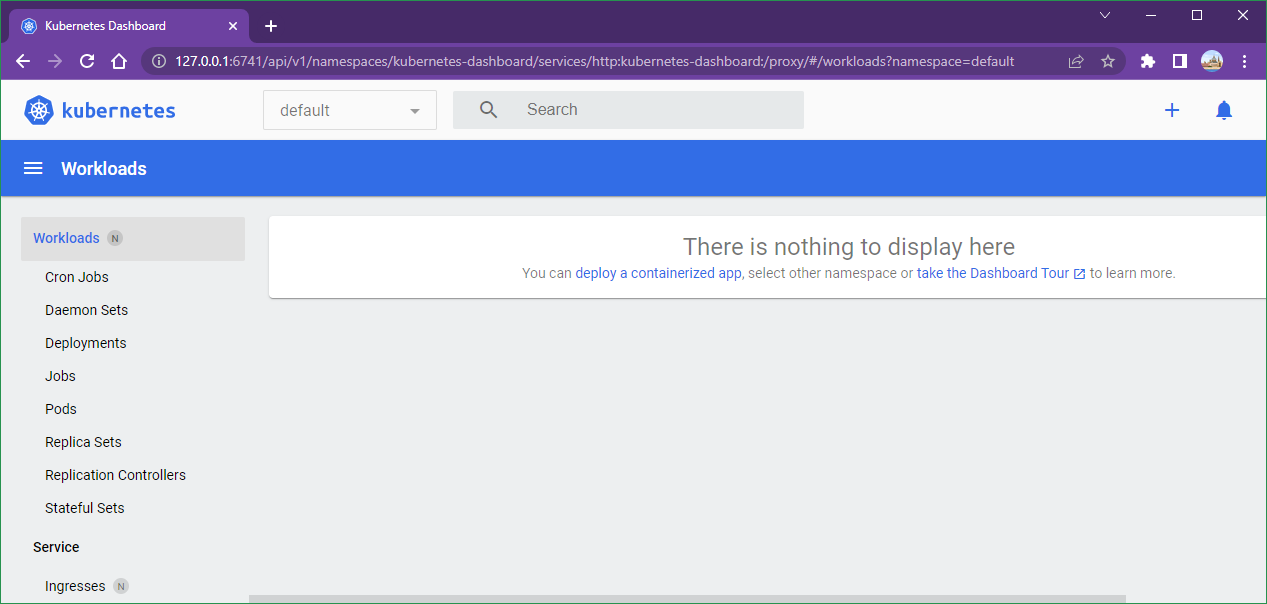 Kubernetes Dashboard
127.0.0.1:6741/api/v1/namespaces/kubernetes-dashboard/services/http:kubernetes-dashboard:/proxy/#/workloads?namespace=default
kubernetes
default
Search
Workloads
Workloads N
There is nothing to display here
You can deploy a containerized app, select other namespace or take the Dashboard Tour to learn more.
Cron Jobs
Daemon Sets
Deployments
Jobs
Pods
Replica Sets
Replication Controllers
Stateful Sets
Service
Ingresses N